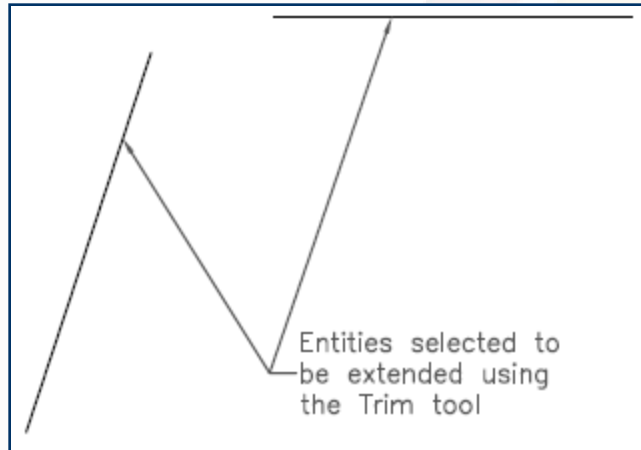 Entities selected to
be extended using
the Trim tool